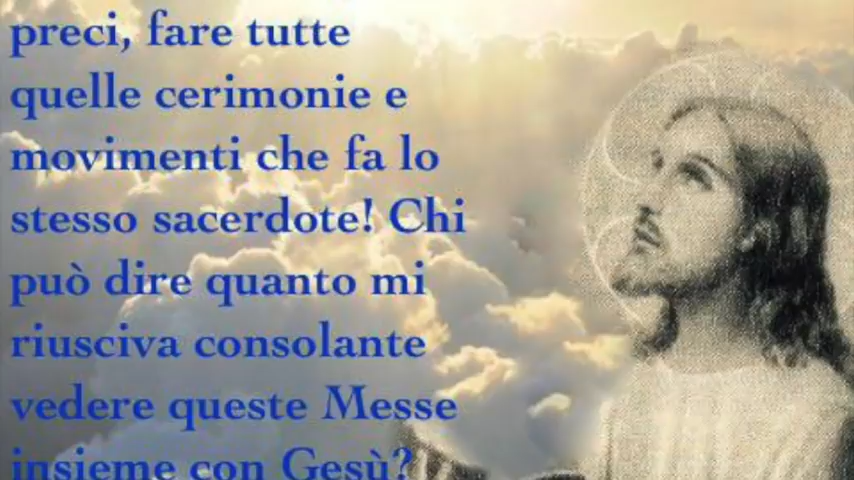 preci, fare tutte
quelle cerimonie e
movimenti che fa lo
stesso sacerdote! Chi
può dire quanto mi
riusciva consolante
vedere queste Messe
insieme con Gesù?